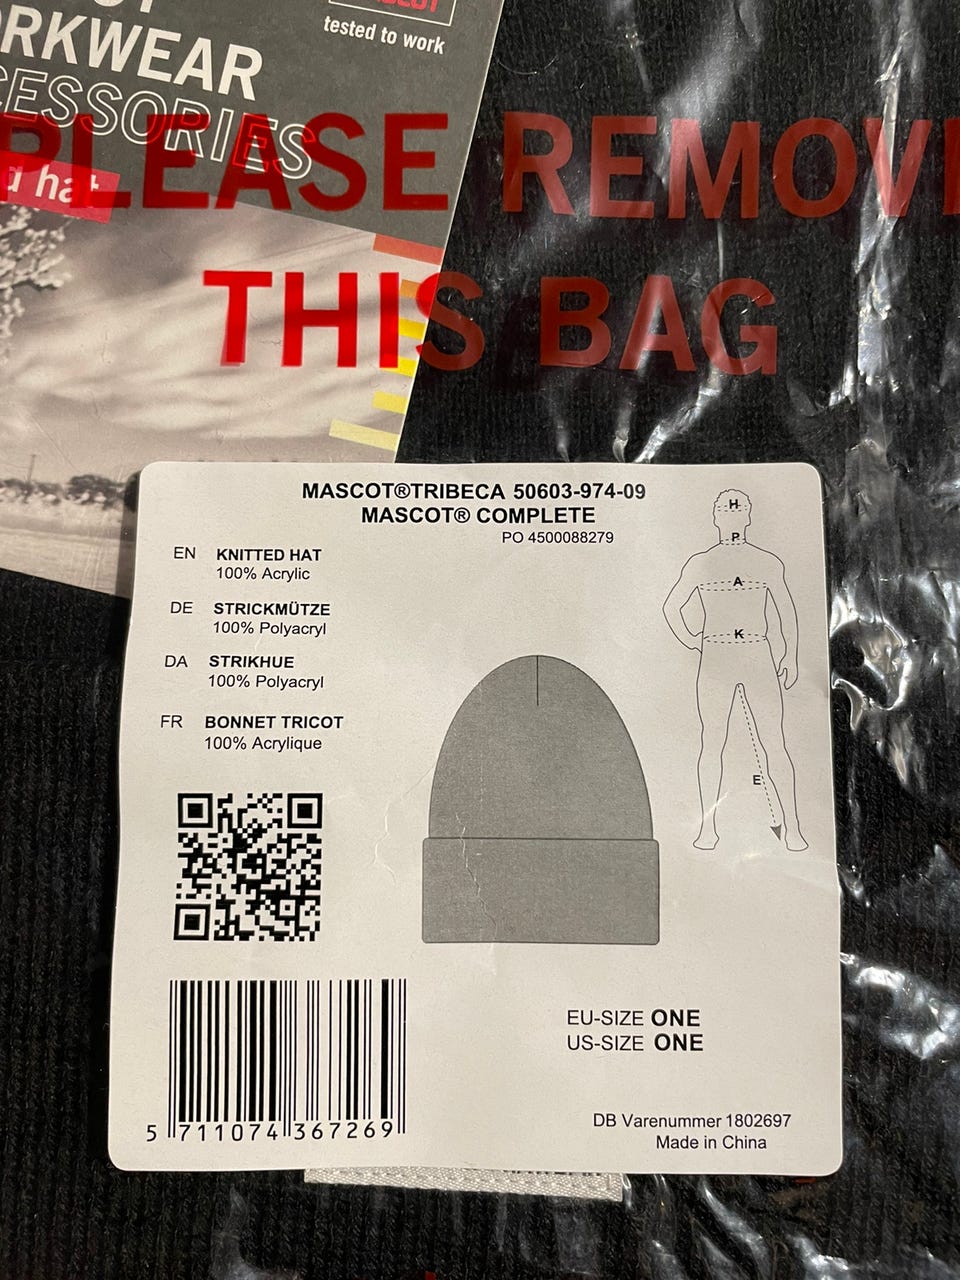 RKWEAR
CESSORIES
d hat
tested to work
PLEASE REMOV
THIS BAG
MASCOT®TRIBECA 50603-974-09
MASCOT® COMPLETE
PO 4500088279
EN KNITTED HAT
100% Acrylic
DE STRICKMÜTZE
100% Polyacryl
DA STRIKHUE
100% Polyacryl
FR BONNET TRICOT
100% Acrylique
H
P
A
K
E
EU-SIZE ONE
US-SIZE ONE
5 711074 367269
DB Varenummer 1802697
Made in China